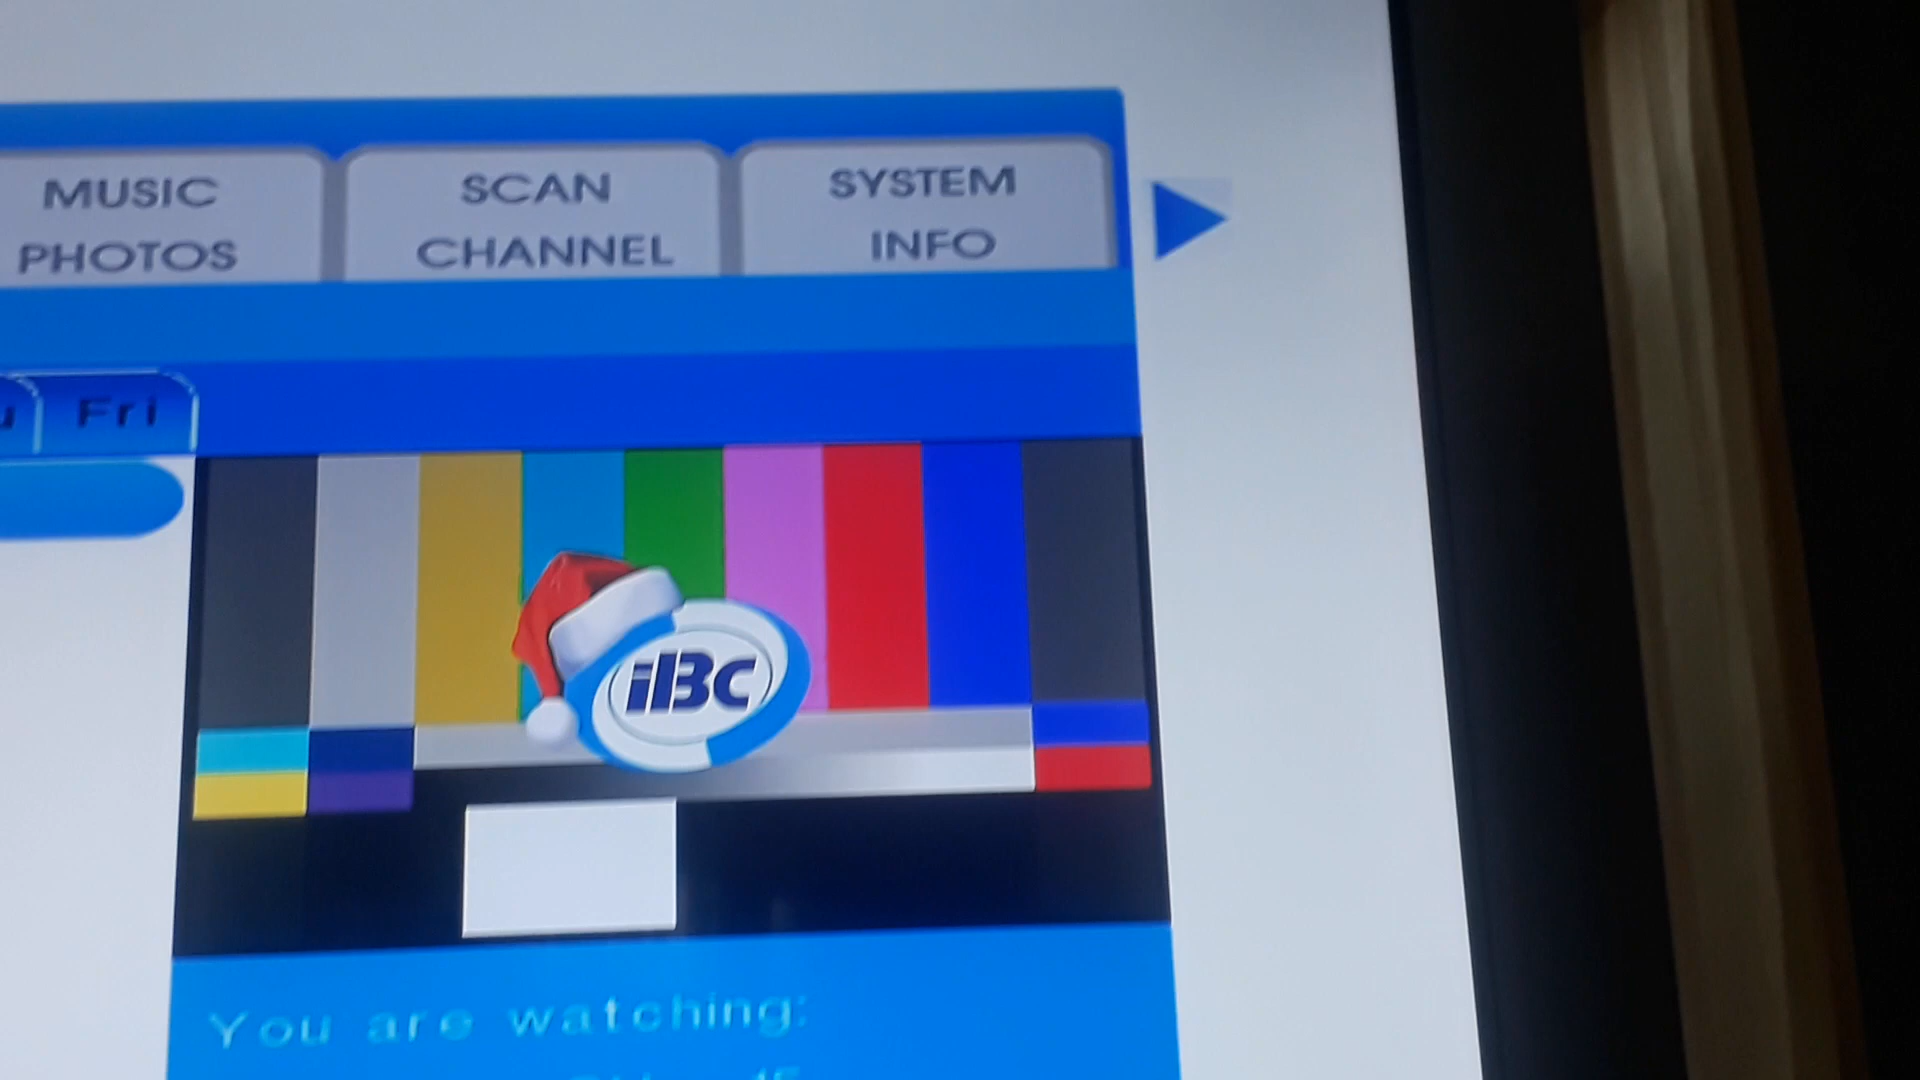 MUSIC
PHOTOS
SCAN
CHANNEL
SYSTEM
INFO
Fri
iBC
You are watching: